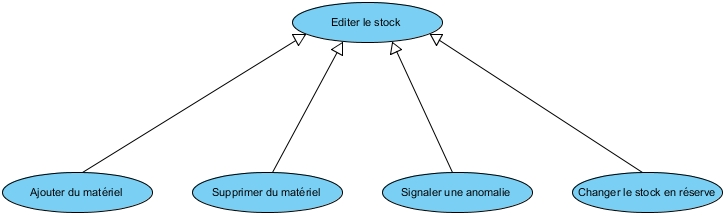 Editer le stock
Ajouter du matériel
Supprimer du matériel
Signaler une anomalie
Changer le stock en réserve